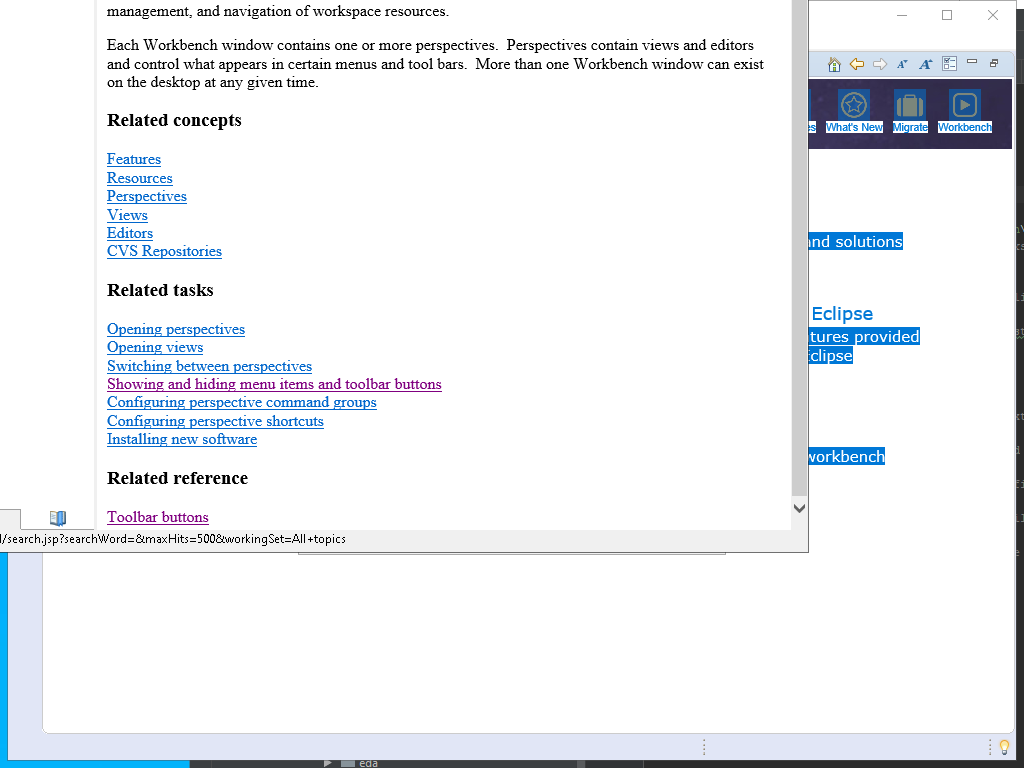 management, and navigation of workspace resources.
Each Workbench window contains one or more perspectives.  Perspectives contain views and editors
and control what appears in certain menus and tool bars.  More than one Workbench window can exist
on the desktop at any given time.
Related concepts
Features
Resources
Perspectives
Views
Editors
CVS Repositories
Related tasks
Opening perspectives
Opening views
Switching between perspectives
Showing and hiding menu items and toolbar buttons
Configuring perspective command groups
Configuring perspective shortcuts
Installing new software
Related reference
Toolbar buttons
l/search.jsp?searchWord=&maxHits=500&workingSet=All+topics
What's New
Migrate
Workbench
and solutions
Eclipse
tures provided
Eclipse
workbench
eda